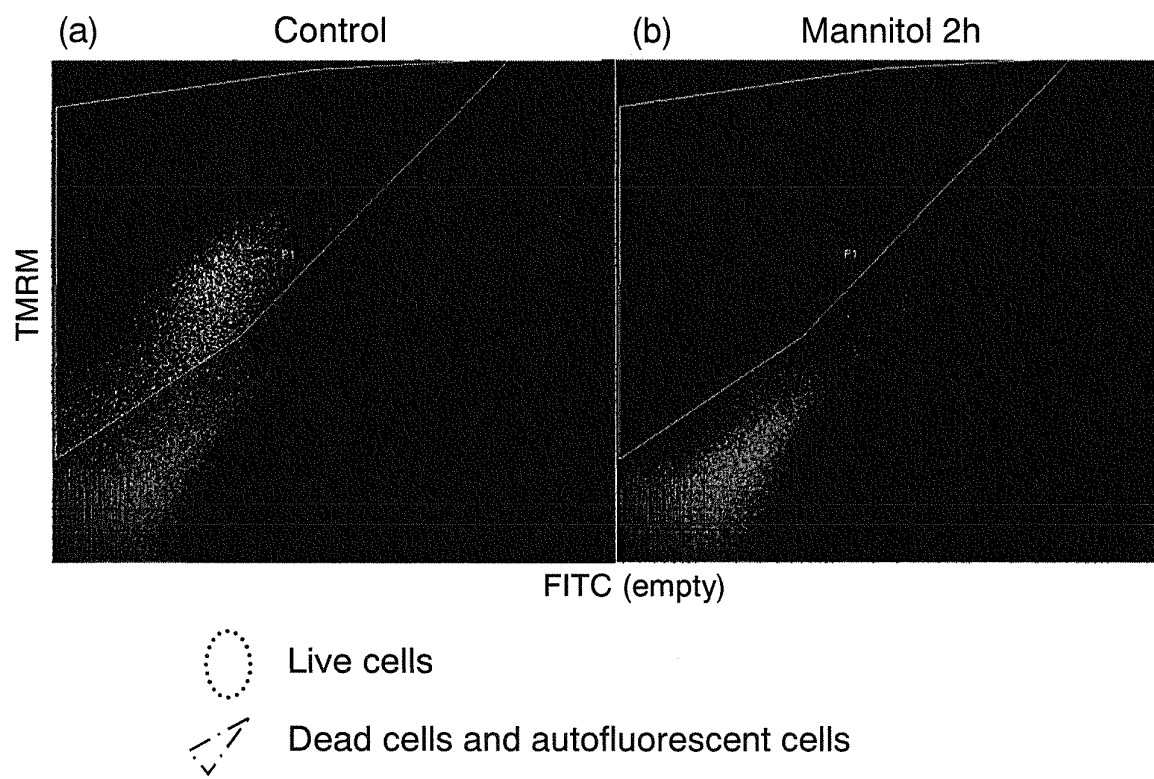 (a) Control
(b) Mannitol 2h
TMRM
P1
P1
FITC (empty)
Live cells
Dead cells and autofluorescent cells